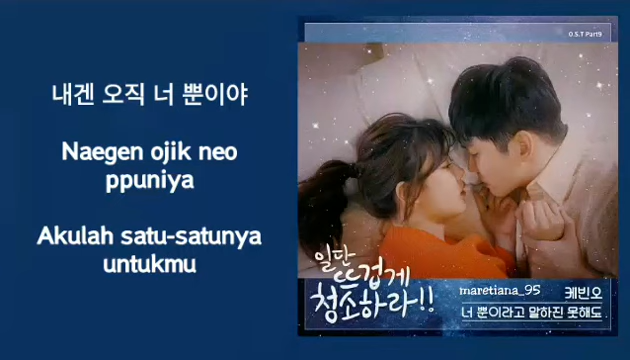 내겐 오직 너 뿐이야
Naegen ojik neo
ppuniya
Akulah satu-satunya
untukmu
O.S.T Part9
일단
뜨겁게
청소하라!!
maretiana_95
케빈오
너 뿐이라고 말하진 못해도